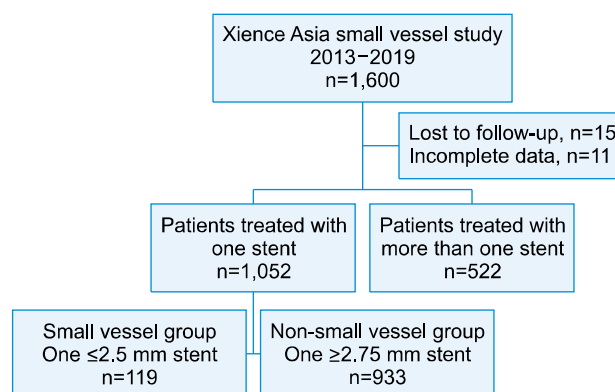 Xience Asia small vessel study
2013−2019
n=1,600
Lost to follow-up, n=15
Incomplete data, n=11
Patients treated with
one stent
n=1,052
Patients treated with
more than one stent
n=522
Small vessel group
One ≤2.5 mm stent
n=119
Non-small vessel group
One ≥2.75 mm stent
n=933